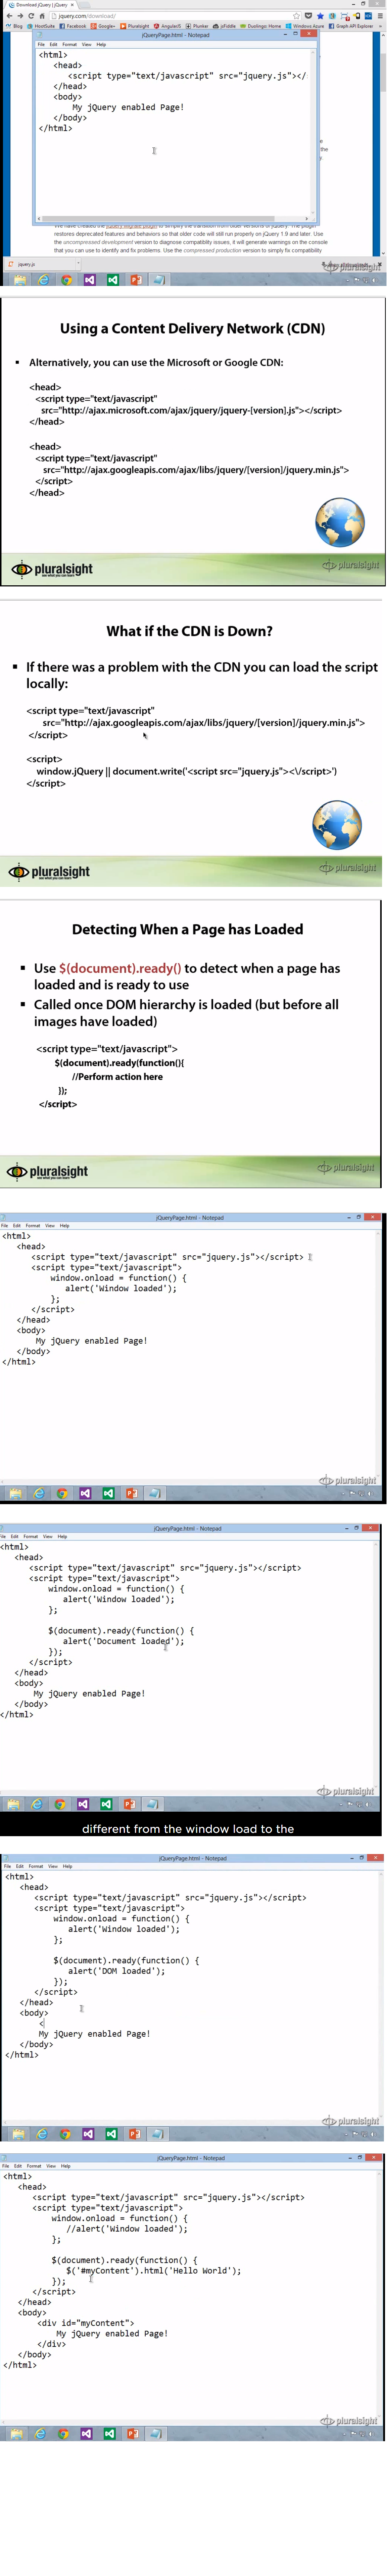 Download jQuery | jQuery
jquery.com/download/
Blog HostSuite Facebook Google+ Pluralsight AngularJS Plunker jsFiddle Duolingo: Home Windows Azure Graph API Explorer
jQueryPage.html - Notepad
File Edit Format View Help
<html>
<head>
<script type="text/javascript" src="jquery.js"></
</head>
<body>
My jQuery enabled Page!
</body>
</html>
restores deprecated features and behaviors so that older code will still run properly on jQuery 1.9 and later. Use
the uncompressed development version to diagnose compatibility issues, it will generate warnings on the console
that you can use to identify and fix problems. Use the compressed production version to simply fix compatibility
jquery.js
pluralsight
Using a Content Delivery Network (CDN)
▪ Alternatively, you can use the Microsoft or Google CDN:
<head>
<script type="text/javascript"
src="http://ajax.microsoft.com/ajax/jquery/jquery-[version].js"></script>
</head>
<head>
<script type="text/javascript"
src="http://ajax.googleapis.com/ajax/libs/jquery/[version]/jquery.min.js">
</script>
</head>
pluralsight
see what you can learn
pluralsight
What if the CDN is Down?
▪ If there was a problem with the CDN you can load the script
locally:
<script type="text/javascript"
src="http://ajax.googleapis.com/ajax/libs/jquery/[version]/jquery.min.js">
</script>
<script>
window.jQuery || document.write('<script src="jquery.js"><\/script>')
</script>
pluralsight
see what you can learn
pluralsight
Detecting When a Page has Loaded
▪ Use $(document).ready() to detect when a page has
loaded and is ready to use
▪ Called once DOM hierarchy is loaded (but before all
images have loaded)
<script type="text/javascript">
$(document).ready(function(){
//Perform action here
});
</script>
pluralsight
see what you can learn
pluralsight
jQueryPage.html - Notepad
File Edit Format View Help
<html>
<head>
<script type="text/javascript" src="jquery.js"></script>
<script type="text/javascript">
window.onload = function() {
alert('Window loaded');
};
</script>
</head>
<body>
My jQuery enabled Page!
</body>
</html>
pluralsight
jQueryPage.html - Notepad
File Edit Format View Help
<html>
<head>
<script type="text/javascript" src="jquery.js"></script>
<script type="text/javascript">
window.onload = function() {
alert('Window loaded');
};
$(document).ready(function() {
alert('Document loaded');
});
</script>
</head>
<body>
My jQuery enabled Page!
</body>
</html>
pluralsight
different from the window load to the
jQueryPage.html - Notepad
File Edit Format View Help
<html>
<head>
<script type="text/javascript" src="jquery.js"></script>
<script type="text/javascript">
window.onload = function() {
alert('Window loaded');
};
$(document).ready(function() {
alert('DOM loaded');
});
</script>
</head>
<body>
<
My jQuery enabled Page!
</body>
</html>
pluralsight
jQueryPage.html - Notepad
File Edit Format View Help
<html>
<head>
<script type="text/javascript" src="jquery.js"></script>
<script type="text/javascript">
window.onload = function() {
//alert('Window loaded');
};
$(document).ready(function() {
$('#myContent').html('Hello World');
});
</script>
</head>
<body>
<div id="myContent">
My jQuery enabled Page!
</div>
</body>
</html>
pluralsight